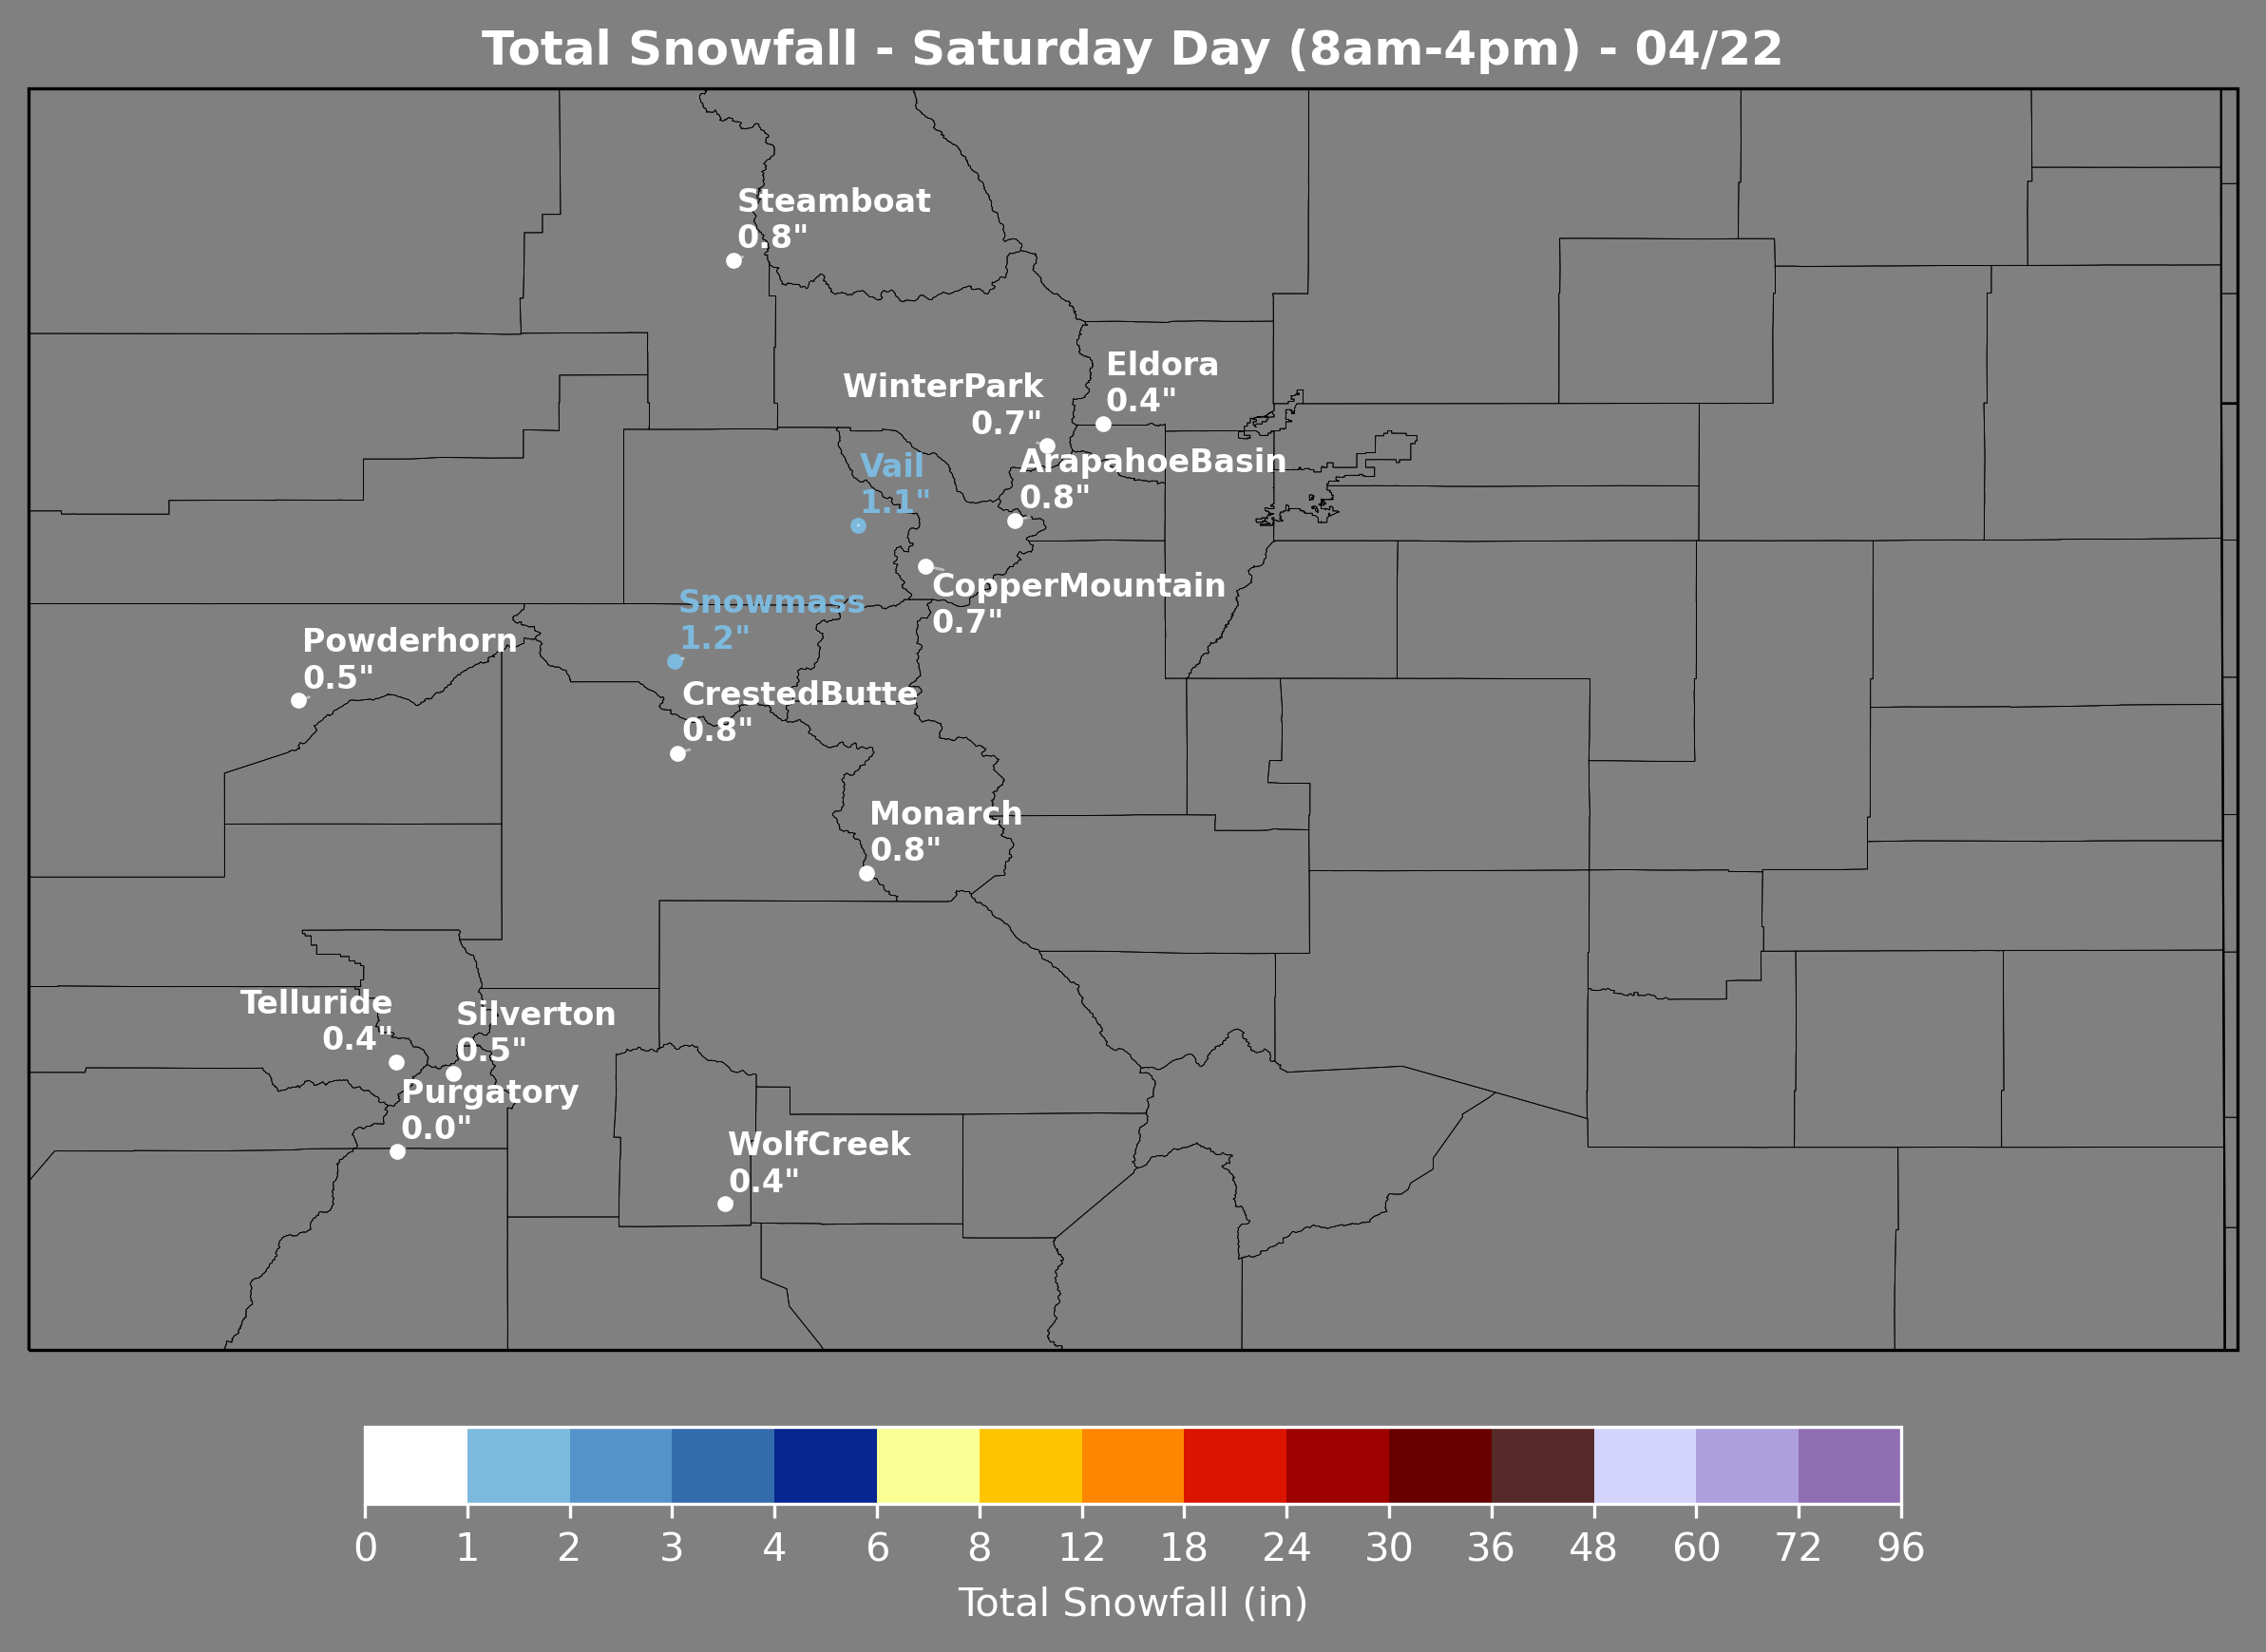 Total Snowfall - Saturday Day (8am-4pm) - 04/22
Steamboat
0.8"
Eldora
0.4"
WinterPark
0.7"
ArapahoeBasin
0.8"
Vail
1.1"
CopperMountain
0.7"
Snowmass
1.2"
Powderhorn
0.5"
CrestedButte
0.8"
Monarch
0.8"
Telluride
0.4"
Silverton
0.5"
Purgatory
0.0"
WolfCreek
0.4"
0 1 2 3 4 6 8 12 18 24 30 36 48 60 72 96
Total Snowfall (in)